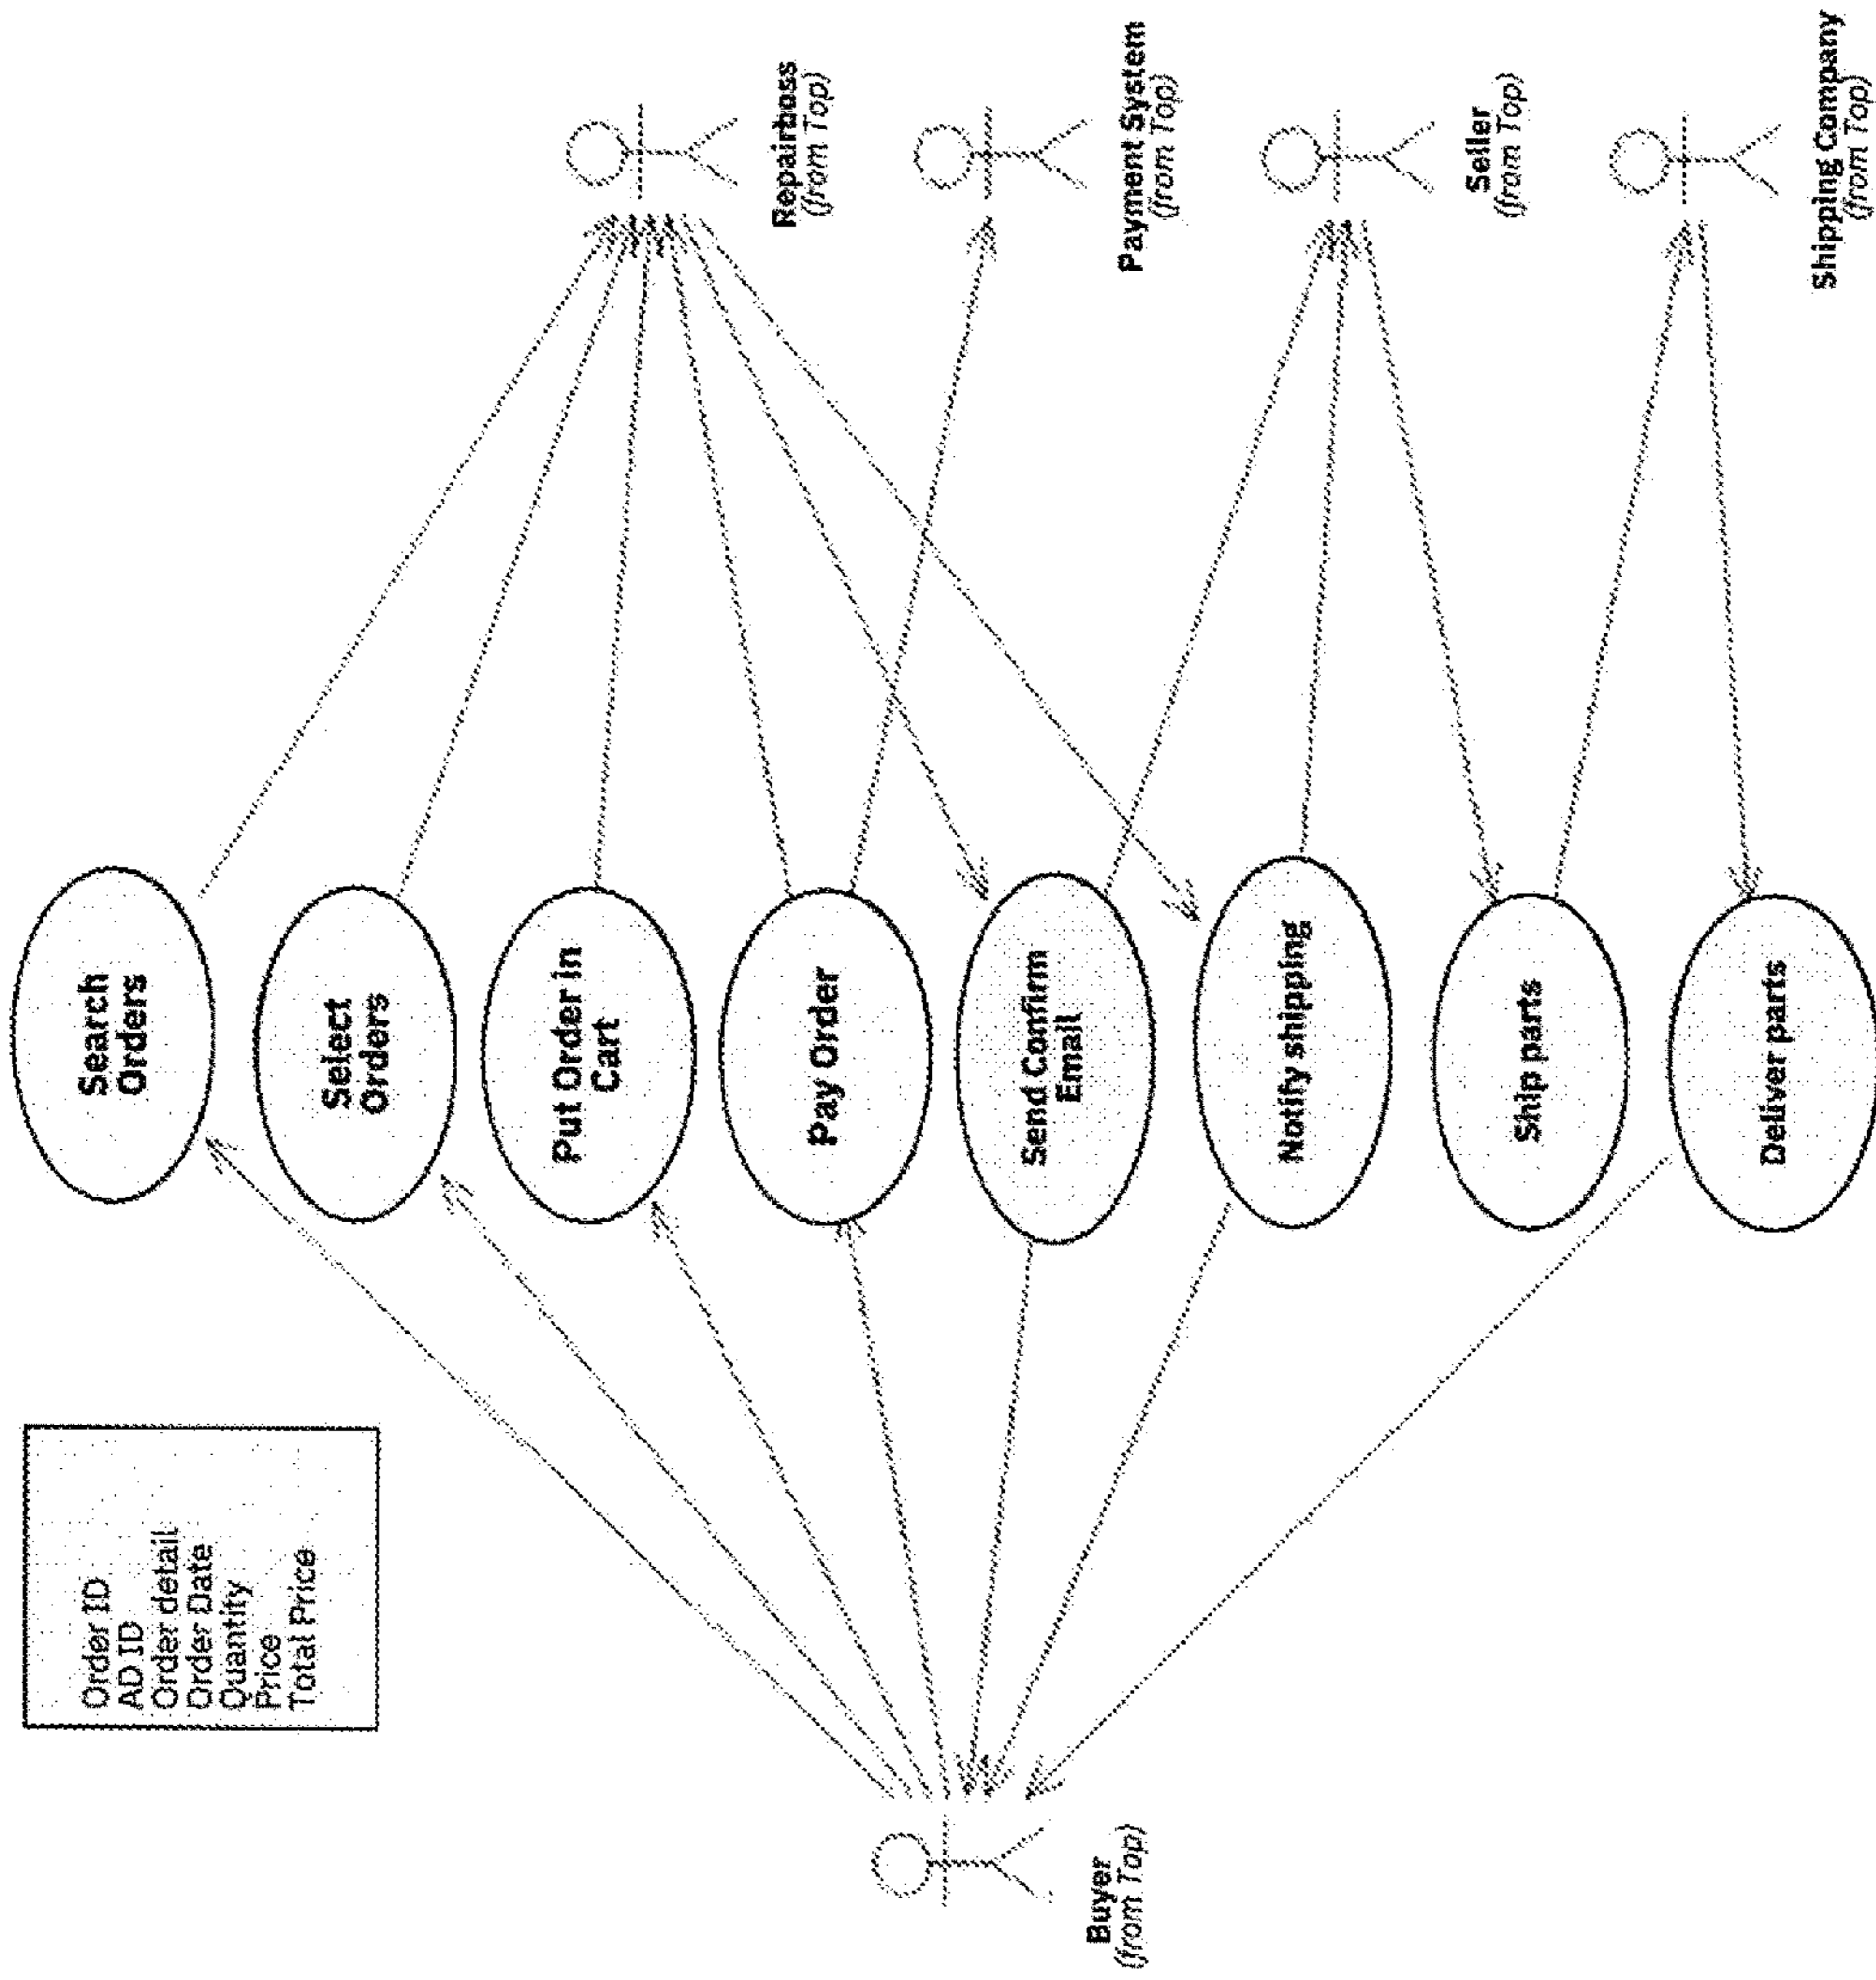 Order ID
AD ID
Order detail
Order Date
Quantity
Price
Total Price
Search
Orders
Select
Orders
Put Order in
Cart
Pay Order
Send Confirm
Email
Notify shipping
Ship parts
Deliver parts
Buyer
(from Top)
Repairboss
(from Top)
Payment System
(from Top)
Seller
(from Top)
Shipping Company
(from Top)